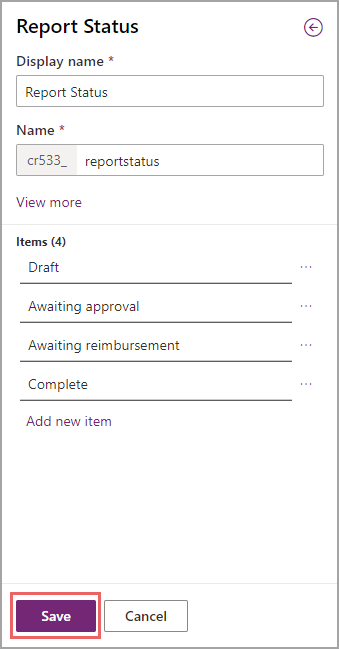 Report Status
Display name *
Report Status
Name *
cr533_ reportstatus
View more
Items (4)
Draft ···
Awaiting approval ···
Awaiting reimbursement ···
Complete ···
Add new item
Save Cancel